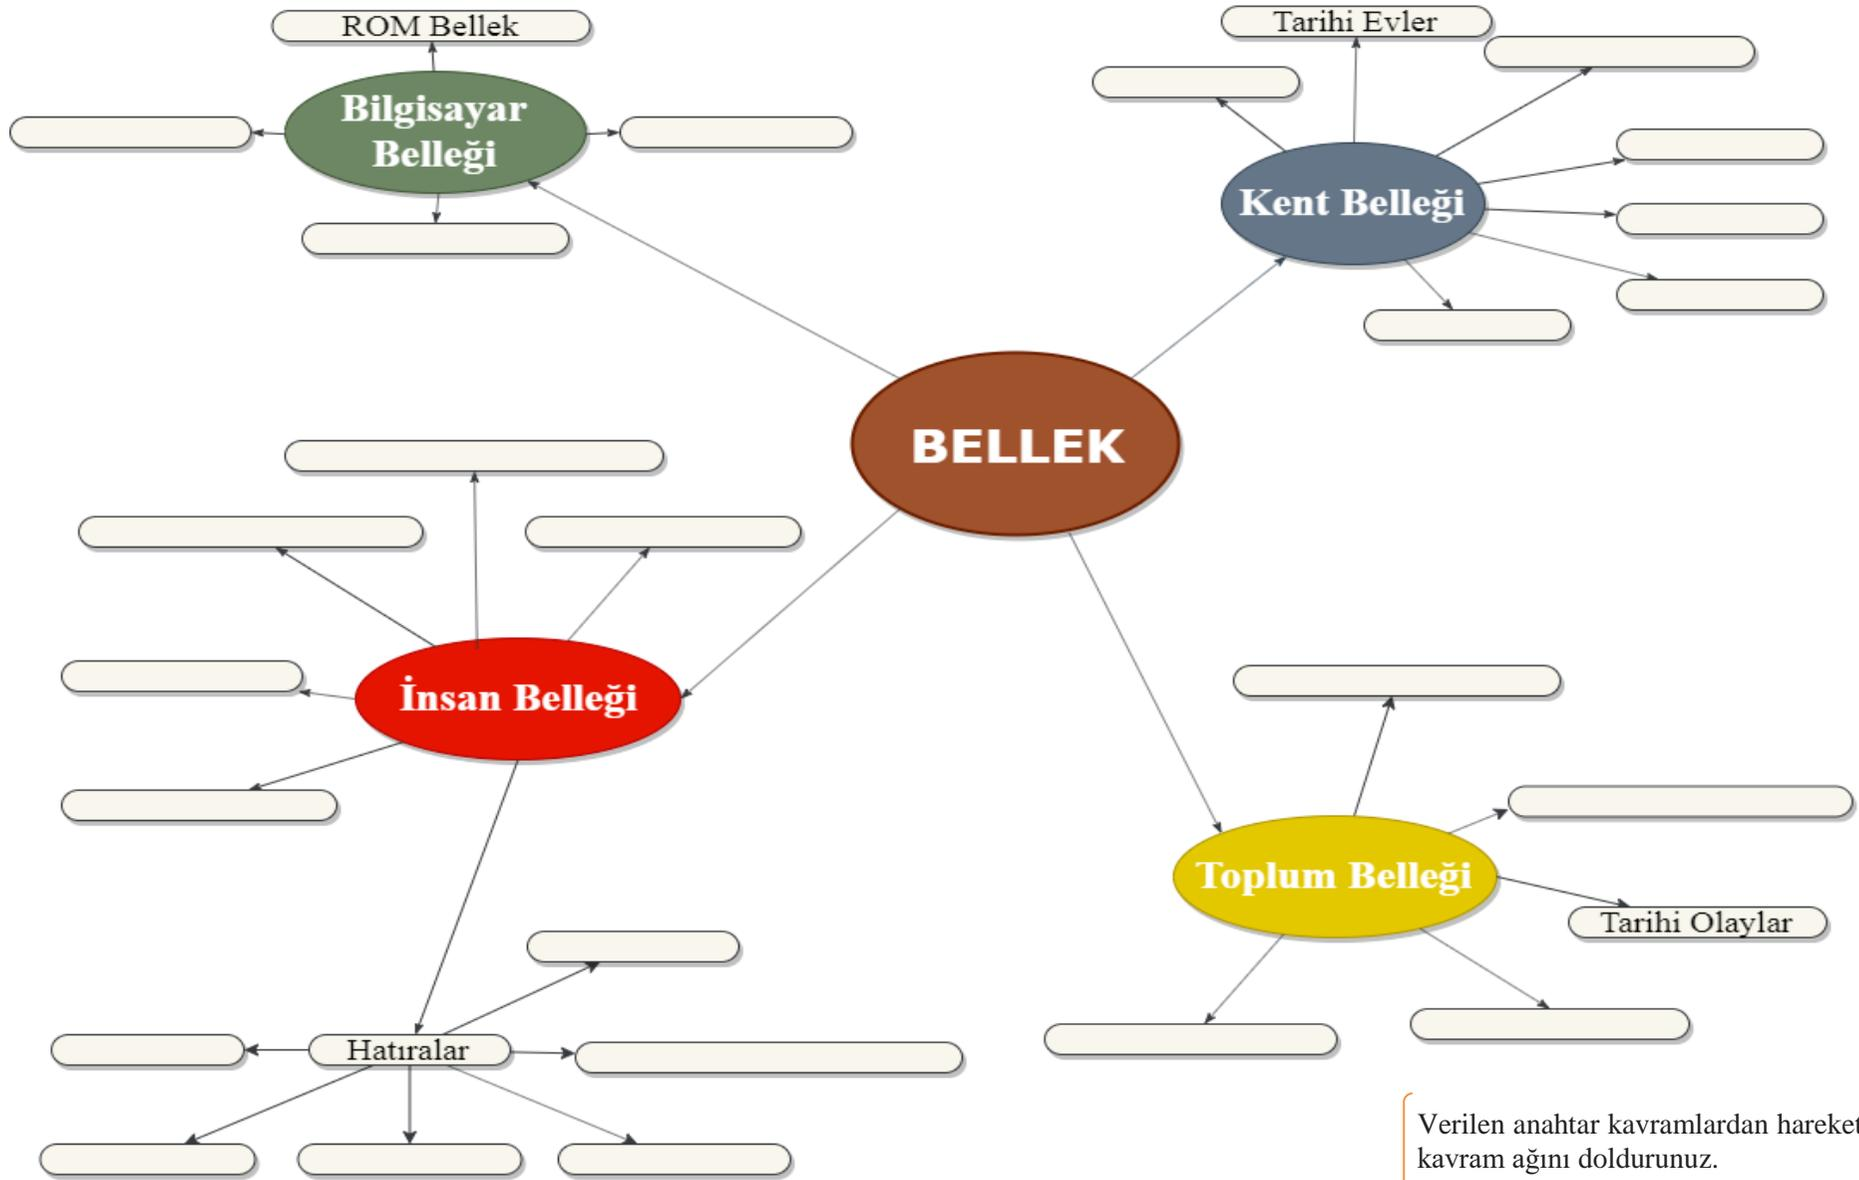 ROM Bellek
Tarihi Evler
Bilgisayar
Belleği
Kent Belleği
BELLEK
İnsan Belleği
Toplum Belleği
Tarihi Olaylar
Hatıralar
Verilen anahtar kavramlardan hareket
kavram ağını doldurunuz.